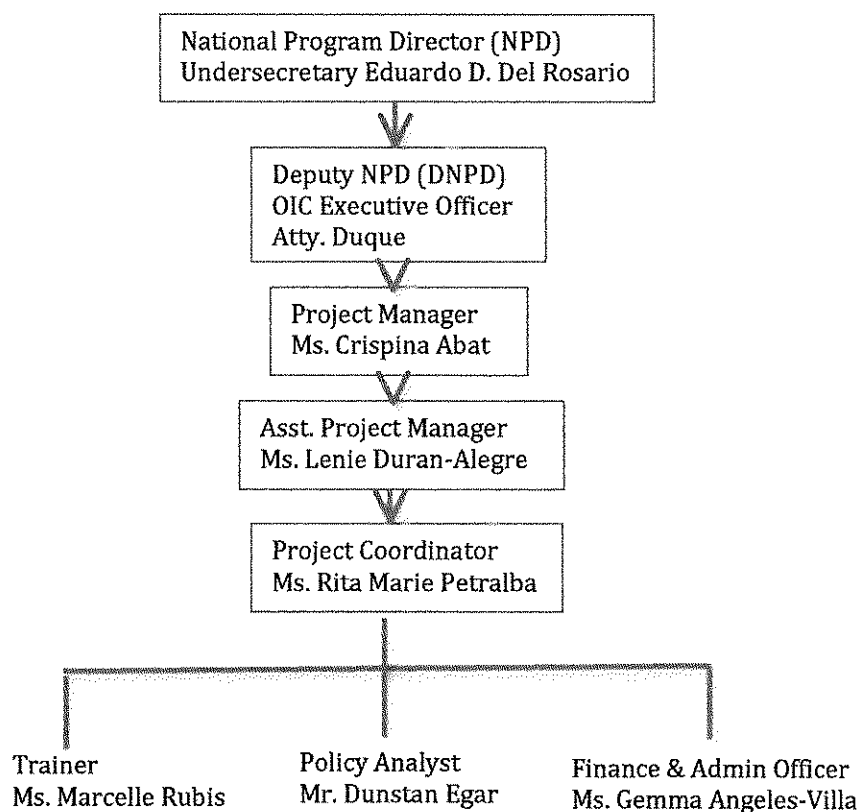 National Program Director (NPD)
Undersecretary Eduardo D. Del Rosario
Deputy NPD (DNPD)
OIC Executive Officer
Atty. Duque
Project Manager
Ms. Crispina Abat
Asst. Project Manager
Ms. Lenie Duran-Alegre
Project Coordinator
Ms. Rita Marie Petralba
Trainer
Ms. Marcelle Rubis
Policy Analyst
Mr. Dunstan Egar
Finance & Admin Officer
Ms. Gemma Angeles-Villa